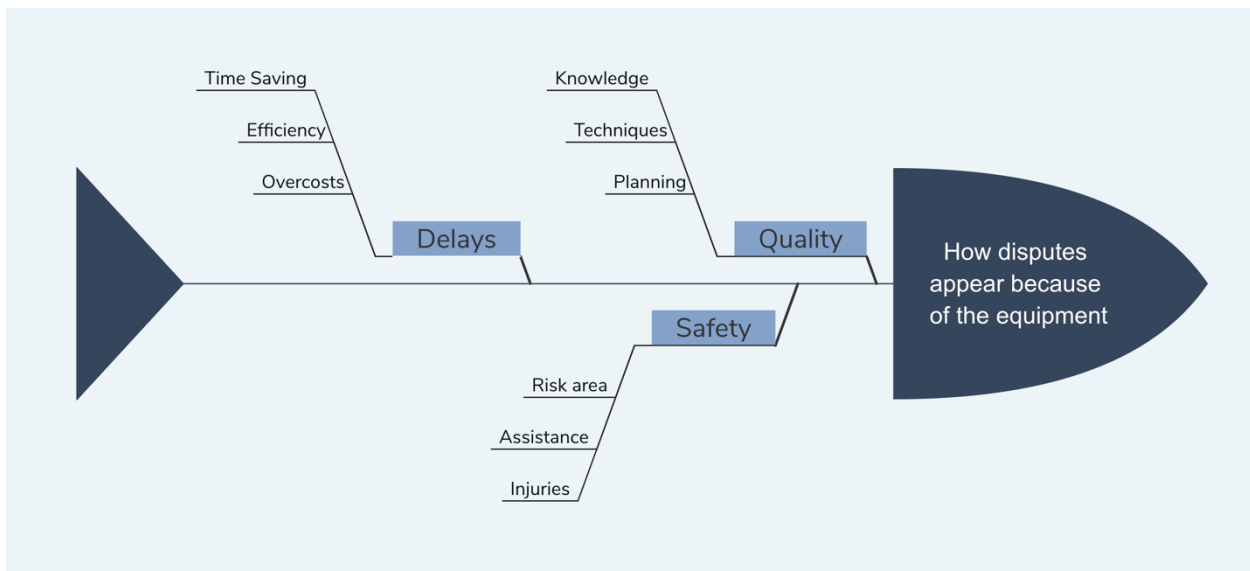 Time Saving
Efficiency
Overcosts
Delays
Knowledge
Techniques
Planning
Quality
Safety
Risk area
Assistance
Injuries
How disputes
appear because
of the equipment